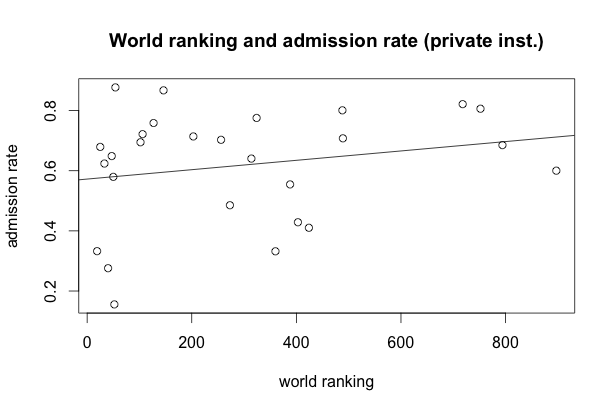 World ranking and admission rate (private inst.)
admission rate
0.8
0.6
0.4
0.2
0 200 400 600 800
world ranking